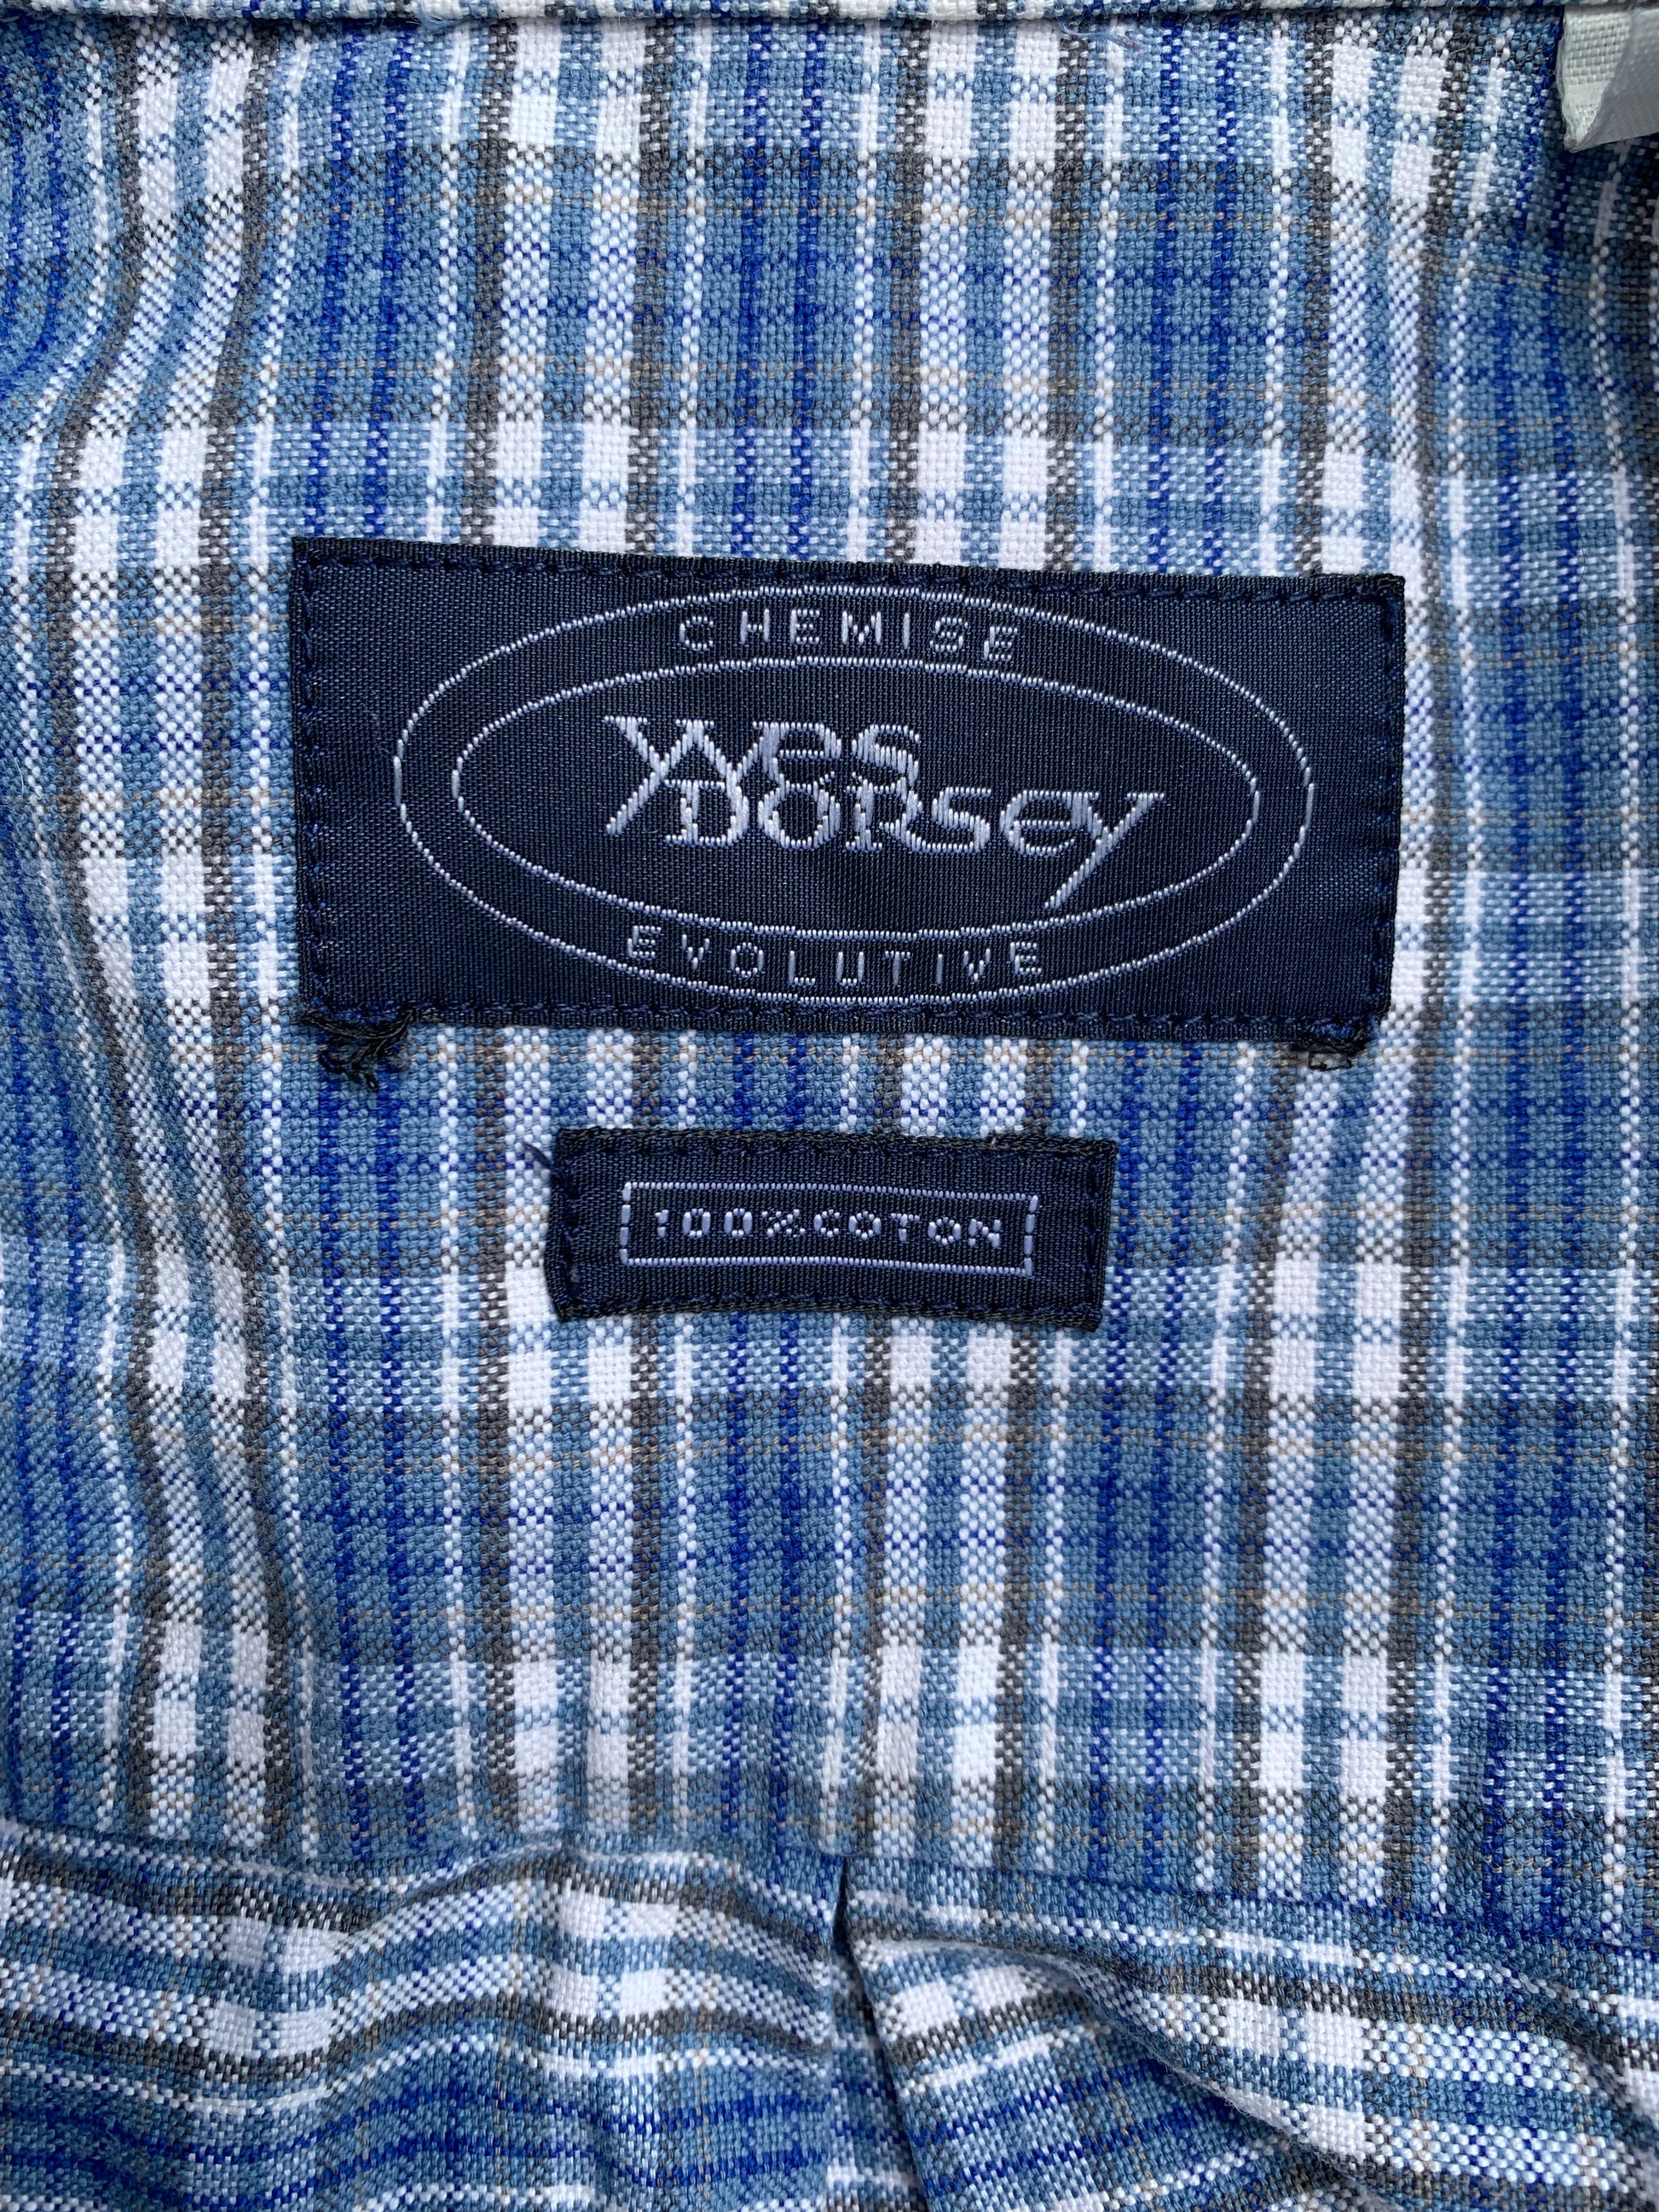 CHEMISE
YVES
DORSEY
EVOLUTIVE
100%COTON